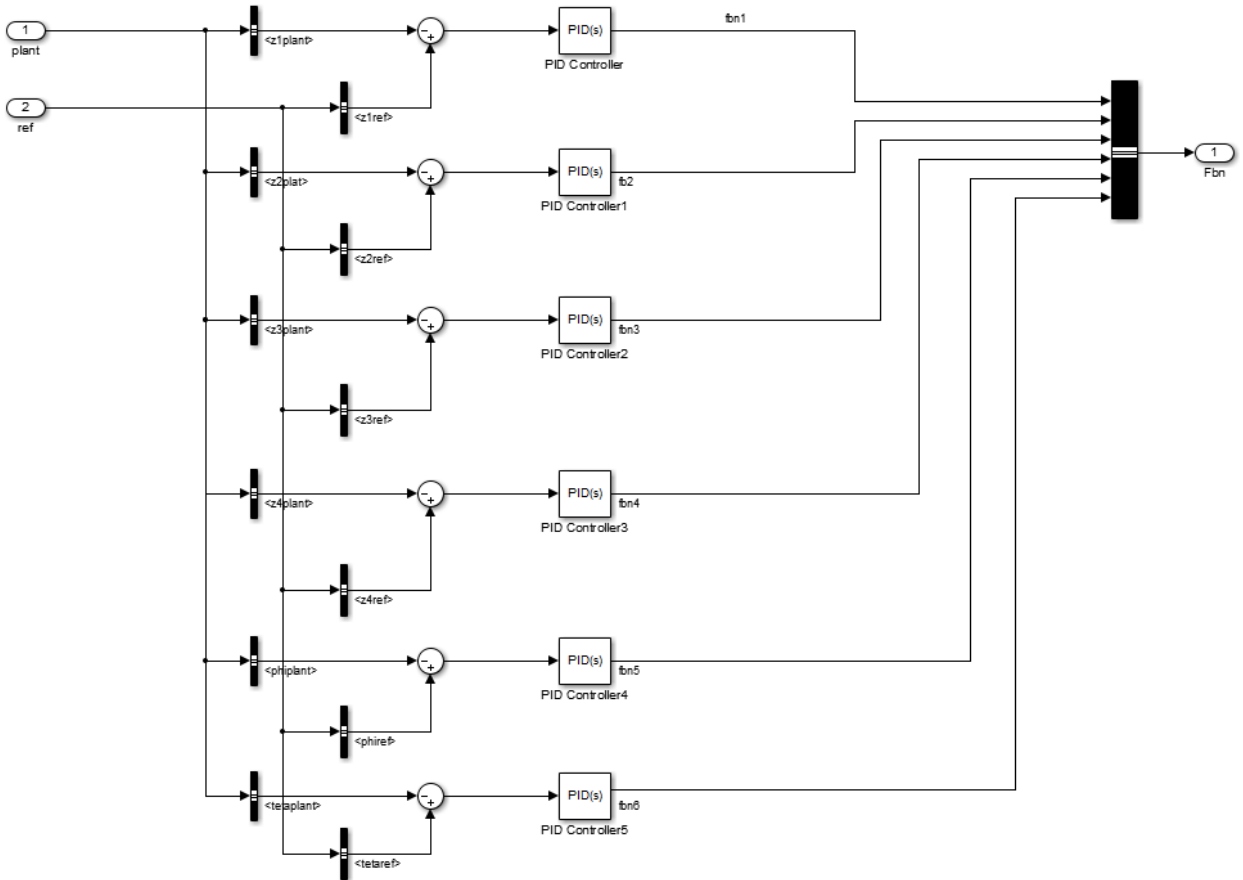 1
plant
<z1plant>
PID(s)
PID Controller
fbn1
2
ref
<z1ref>
<z2plat>
PID(s)
fb2
PID Controller1
<z2ref>
1
Fbn
<z3plant>
PID(s)
fbn3
PID Controller2
<z3ref>
<z4plant>
PID(s)
fbn4
PID Controller3
<z4ref>
<phiplant>
PID(s)
fbn5
PID Controller4
<phiref>
<tetaplant>
PID(s)
fbn6
PID Controller5
<tetaref>